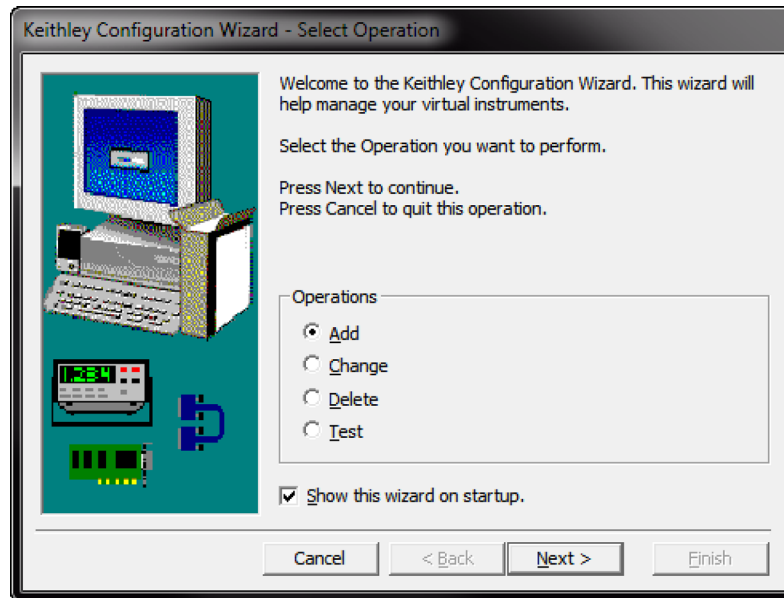 Keithley Configuration Wizard - Select Operation
Welcome to the Keithley Configuration Wizard. This wizard will
help manage your virtual instruments.
Select the Operation you want to perform.
Press Next to continue.
Press Cancel to quit this operation.
Operations
Add
Change
Delete
Test
1.234
Show this wizard on startup.
Cancel
< Back
Next >
Finish